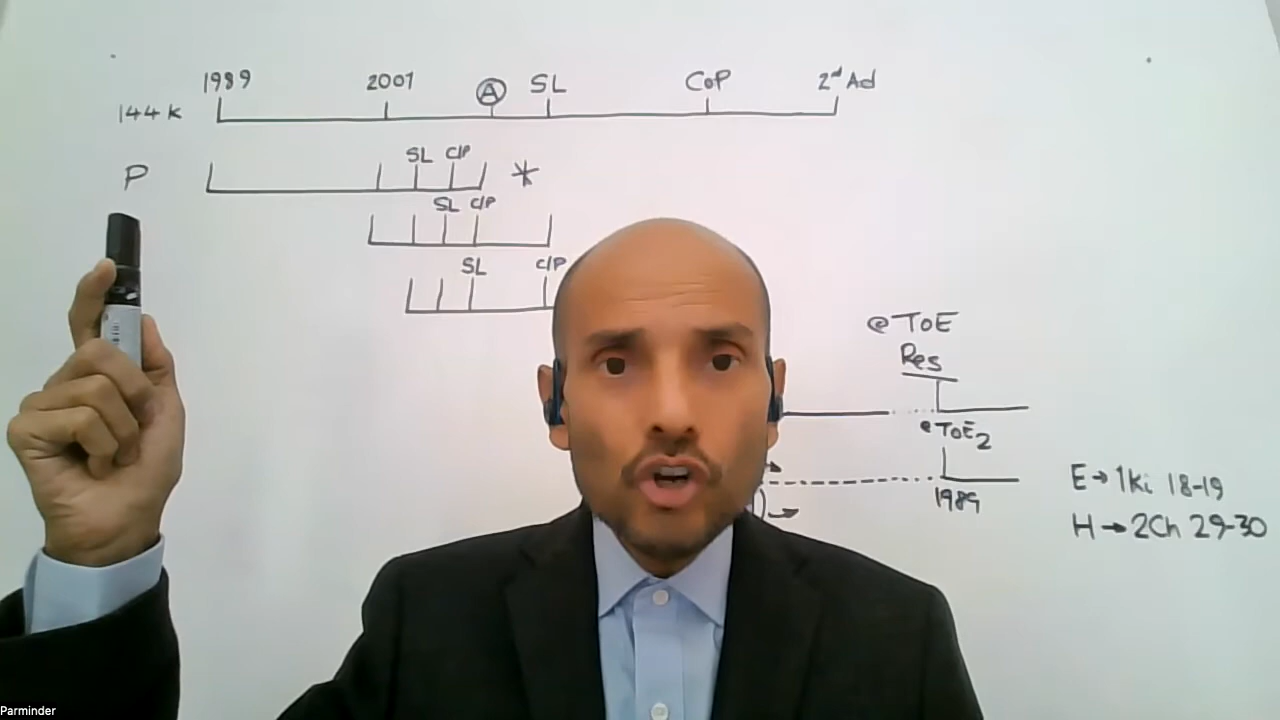 1989 2001 A SL CoP 2nd Ad
144k
SL C/P
P *
SL C/P
SL C/P
@ToE
Res
@ToE2
1989
E→1Ki 18-19
H→2Ch 29-30
Parminder